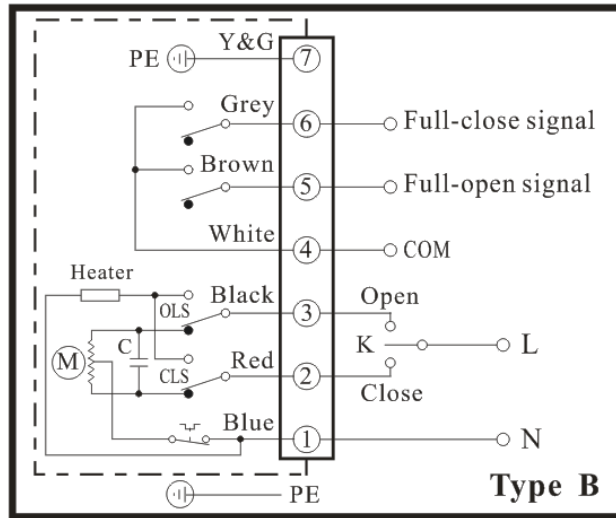 Y&G
PE 7
Grey 6 Full-close signal
Brown 5 Full-open signal
White 4 COM
Heater
OLS Black 3 Open
K L
M C CLS Red 2 Close
Blue 1 N
PE
Type B